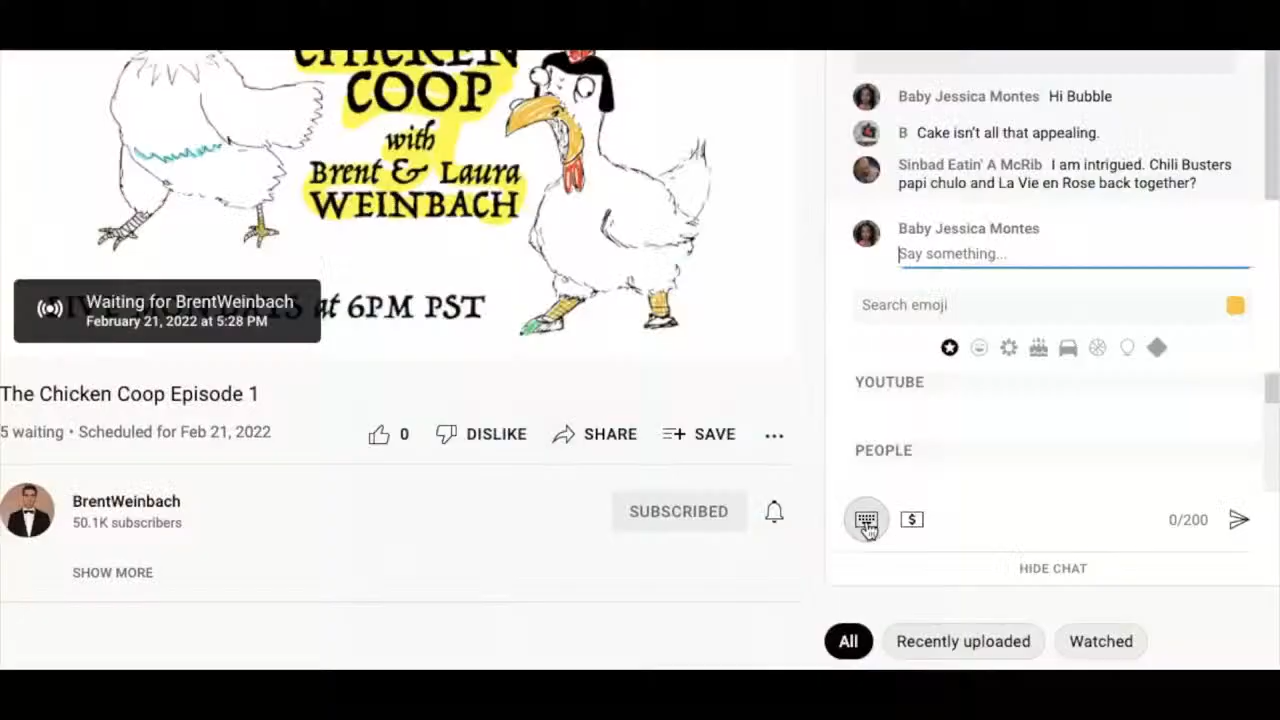 CHICKEN
COOP
with
Brent & Laura
WEINBACH
at 6PM PST
Waiting for BrentWeinbach
February 21, 2022 at 5:28 PM
The Chicken Coop Episode 1
5 waiting • Scheduled for Feb 21, 2022
0
DISLIKE
SHARE
SAVE
BrentWeinbach
50.1K subscribers
SUBSCRIBED
SHOW MORE
Baby Jessica Montes Hi Bubble
B Cake isn't all that appealing.
Sinbad Eatin' A McRib I am intrigued. Chili Busters
papi chulo and La Vie en Rose back together?
Baby Jessica Montes
Say something...
Search emoji
YOUTUBE
PEOPLE
$
0/200
HIDE CHAT
All
Recently uploaded
Watched